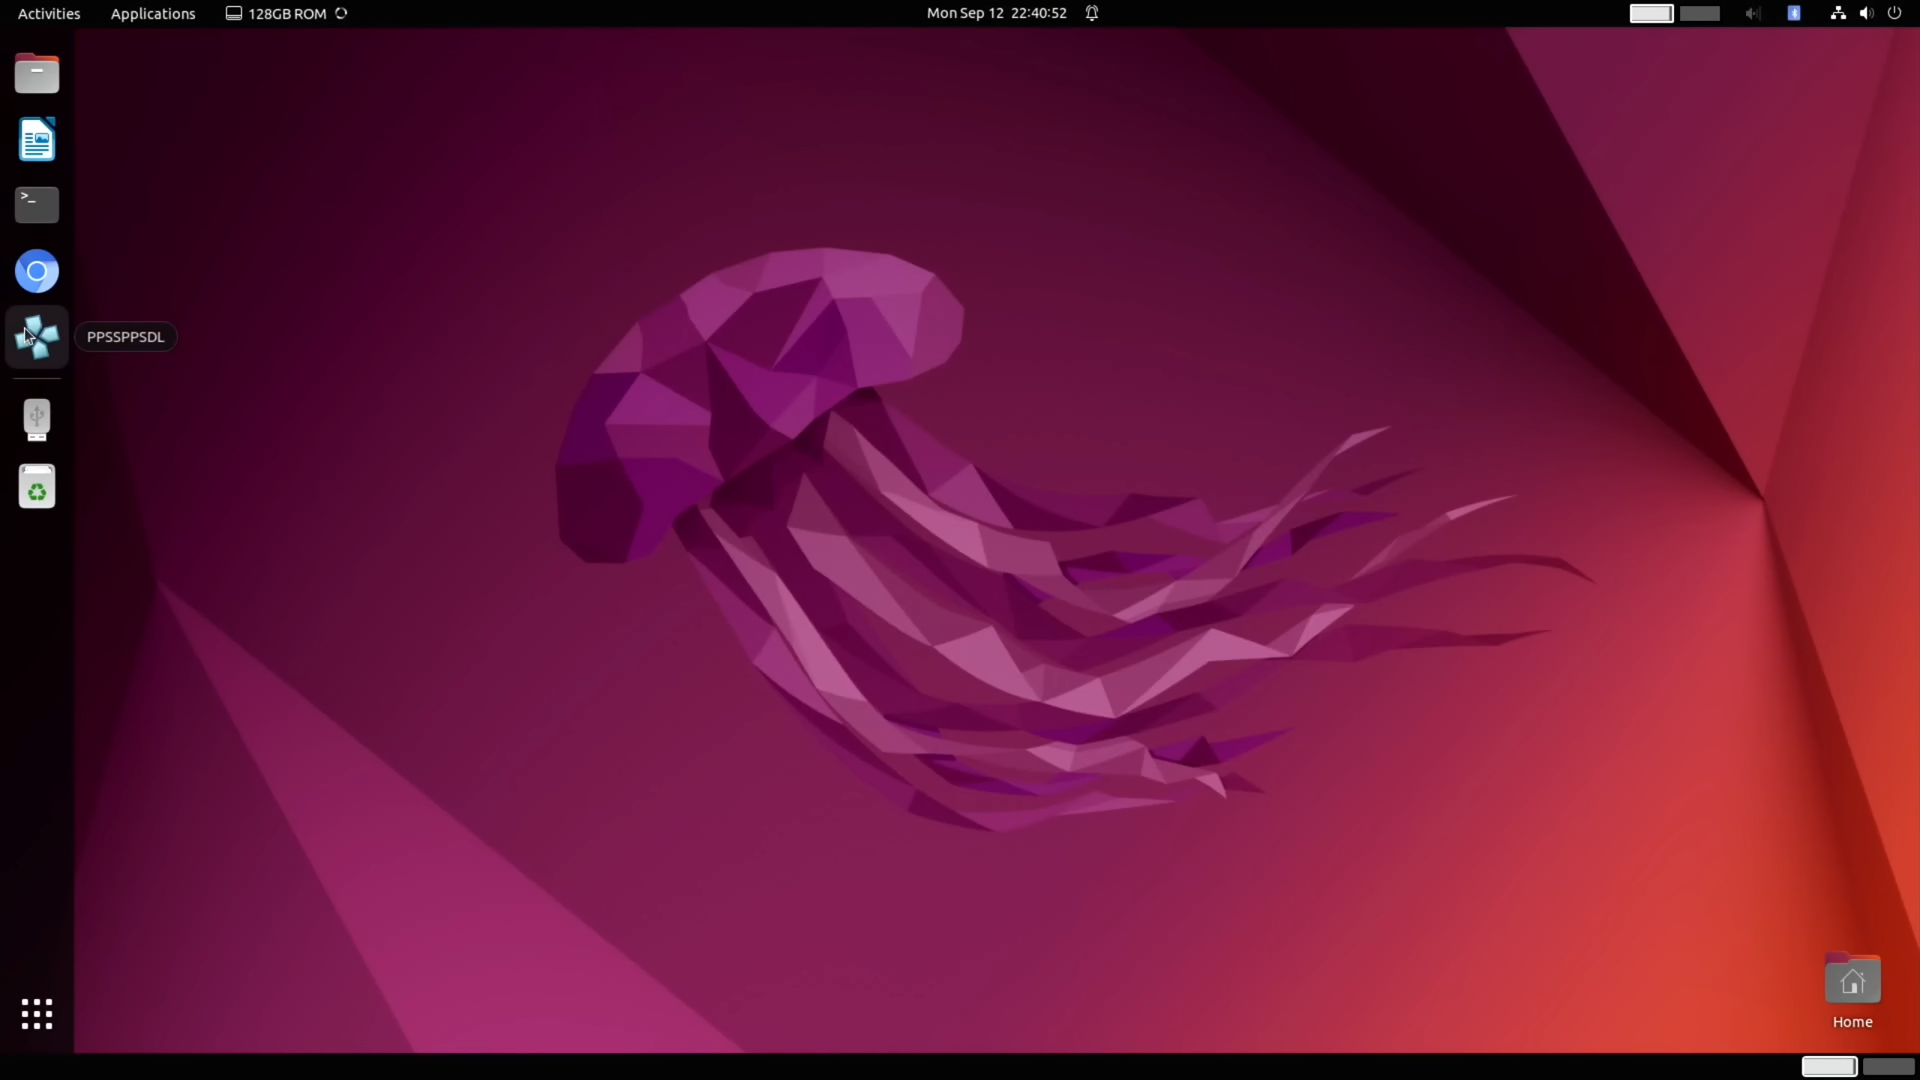 Activities
Applications
128GB ROM
Mon Sep 12 22:40:52
>_
PPSSPPSDL
Home